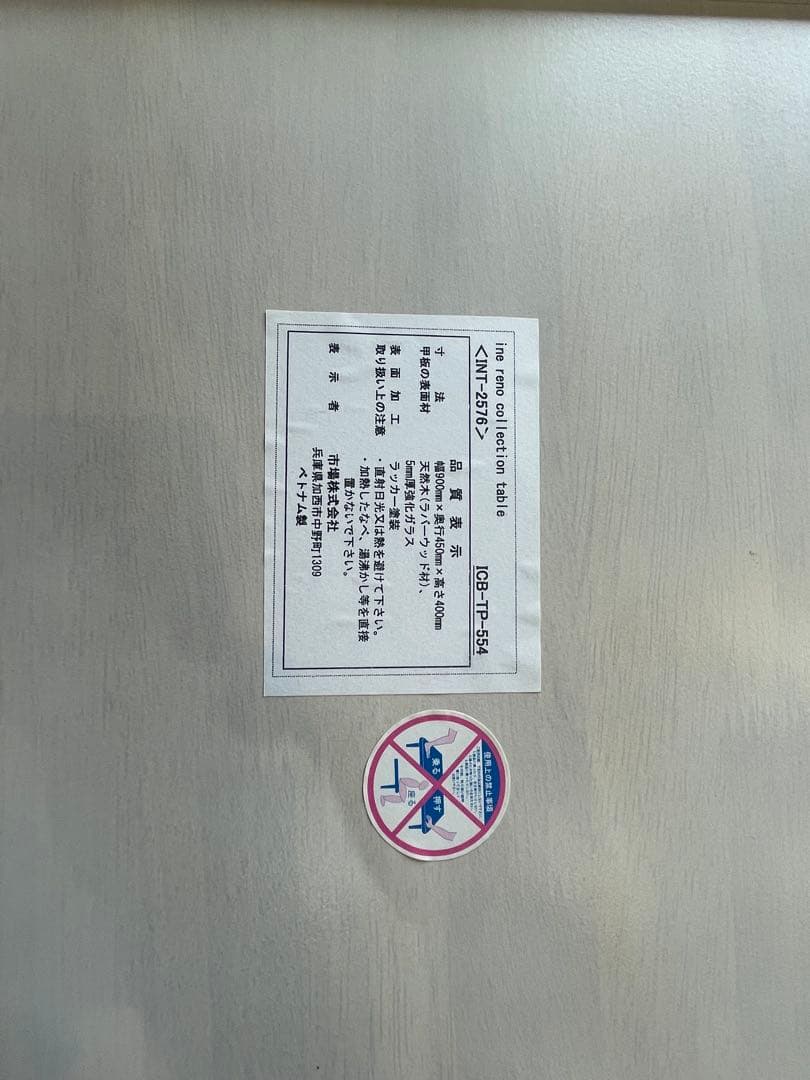 ine reno collection table
<INT-2576> ICB-TP-554
品質表示
寸法 幅900mm×奥行450mm×高さ400mm
甲板の表面材 天然木(ラバーウッド材)、
5mm厚強化ガラス
表面加工 ラッカー塗装
取り扱い上の注意 ・直射日光又は熱を避けて下さい。
・加熱したなべ、湯沸かし等を直接
置かないで下さい。
表示者 市場株式会社
兵庫県加西市中野町1309
ベトナム製
使用上の禁止事項
乗る
押す
座る